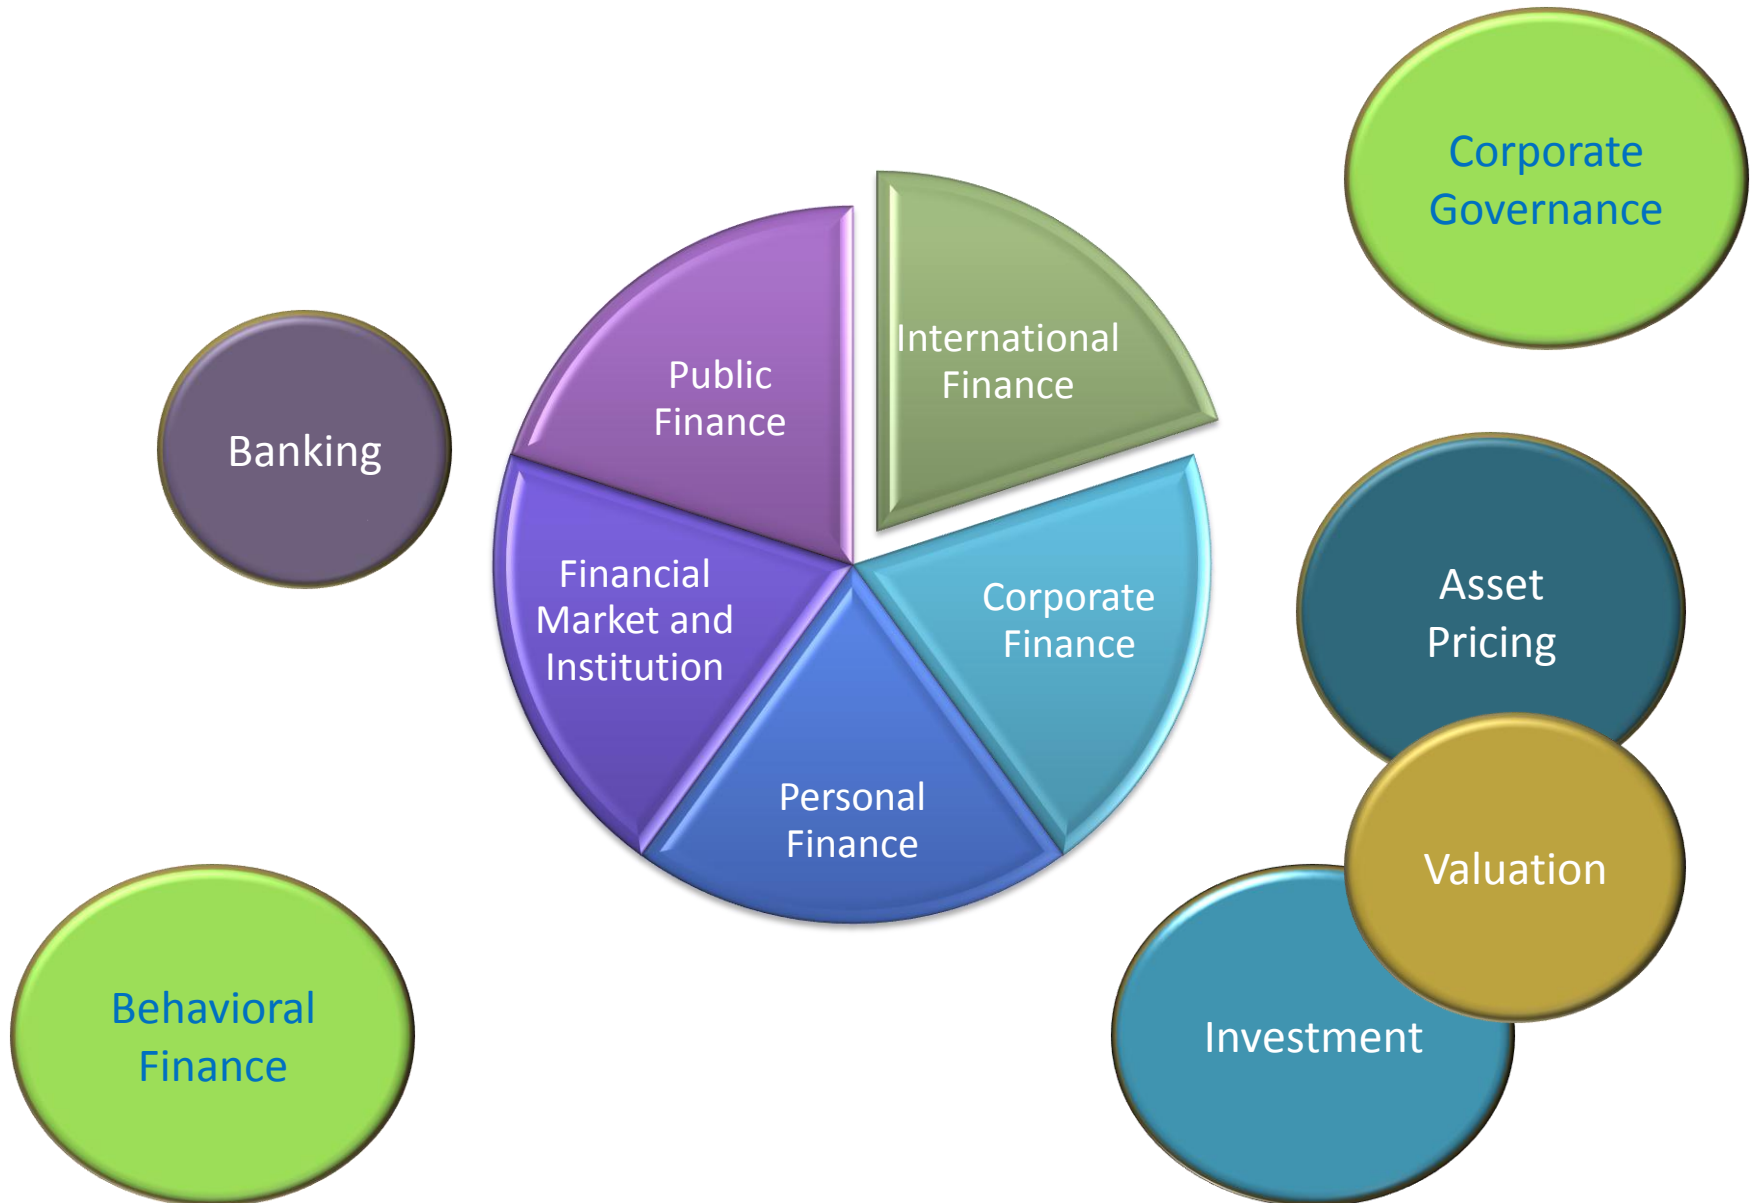 Corporate
Governance
International
Finance
Public
Finance
Banking
Financial
Market and
Institution
Corporate
Finance
Asset
Pricing
Personal
Finance
Valuation
Behavioral
Finance
Investment